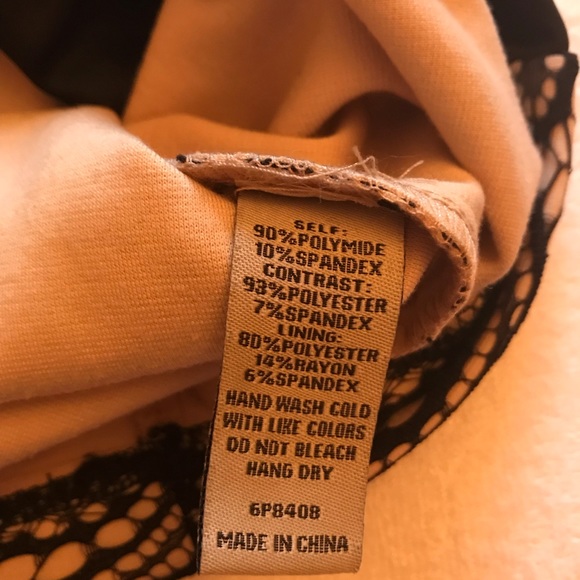 SELF:
90%POLYMIDE
10%SPANDEX
CONTRAST:
93%POLYESTER
7%SPANDEX
LINING:
80%POLYESTER
14%RAYON
6%SPANDEX
HAND WASH COLD
WITH LIKE COLORS
DO NOT BLEACH
HANG DRY
6P8408
MADE IN CHINA